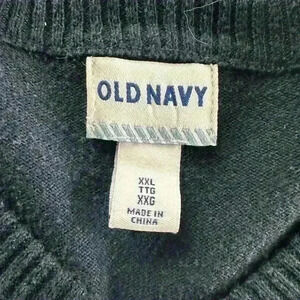 OLD NAVY
XXL
TTG
XXG
MADE IN
CHINA